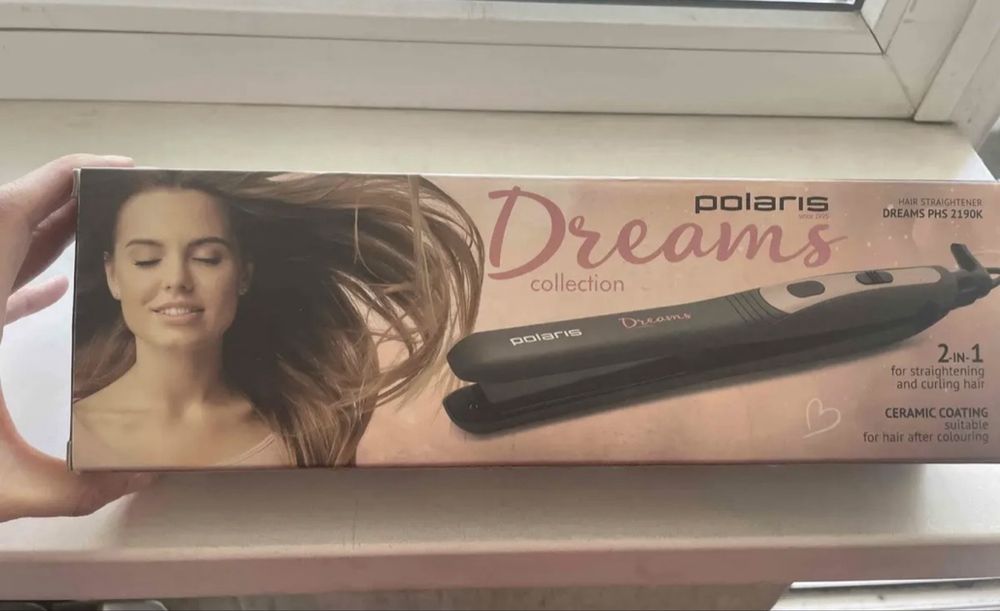 polaris
since 1995
Dreams
collection
HAIR STRAIGHTENER
DREAMS PHS 2190K
polaris
Dreams
2-IN-1
for straightening
and curling hair
CERAMIC COATING
suitable
for hair after colouring